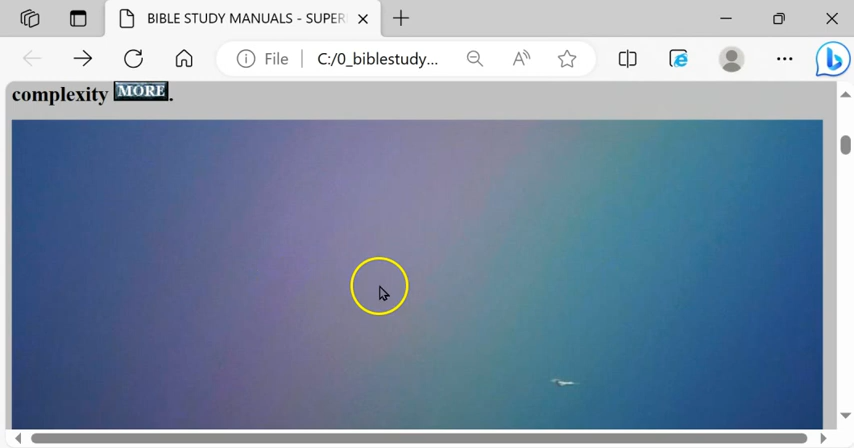 BIBLE STUDY MANUALS - SUPER
File C:/0_biblestudy...
complexity MORE.